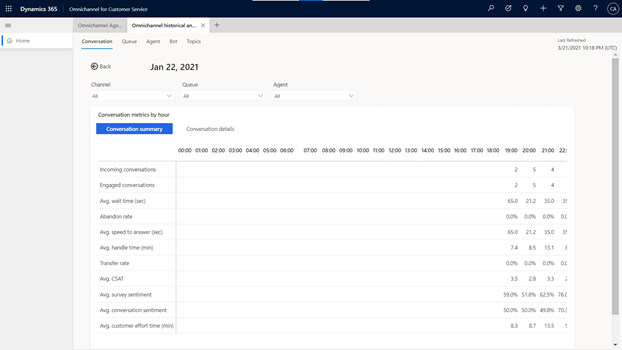 Dynamics 365 Omnichannel for Customer Service CA
Omnichannel Age... Omnichannel historical an...
Home
Conversation Queue Agent Bot Topics
Last Refreshed
3/21/2021 10:18 PM (UTC)
Back Jan 22, 2021
Channel Queue Agent
All All All
Conversation metrics by hour
Conversation summary Conversation details
00:00 01:00 02:00 03:00 04:00 05:00 06:00 07:00 08:00 09:00 10:00 11:00 12:00 13:00 14:00 15:00 16:00 17:00 18:00 19:00 20:00 21:00 22:
Incoming conversations 2 5 4
Engaged conversations 2 5 4
Avg. wait time (sec) 65.0 21.2 35.0 35
Abandon rate 0.0% 0.0% 0.0% 0.0
Avg. speed to answer (sec) 65.0 21.2 35.0 35
Avg. handle time (min) 7.4 8.5 13.1
Transfer rate 0.0% 0.0% 0.0% 0.0
Avg. CSAT 3.5 2.8 3.3
Avg. survey sentiment 59.0% 51.8% 62.5% 76.0
Avg. conversation sentiment 50.0% 50.0% 49.8% 70.3
Avg. customer effort time (min) 8.3 8.7 13.5 1